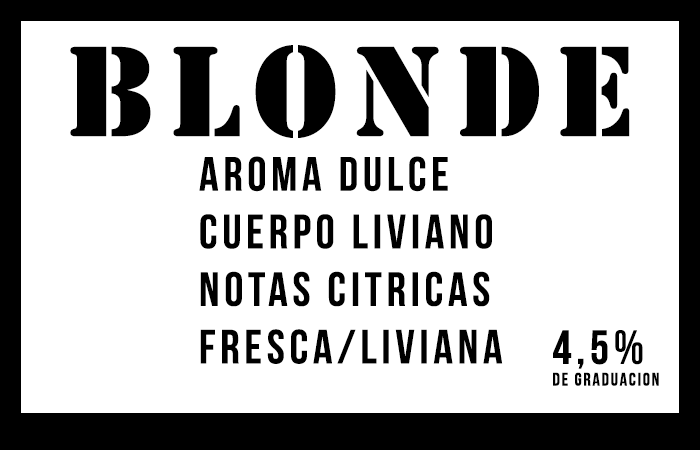 BLONDE
AROMA DULCE
CUERPO LIVIANO
NOTAS CITRICAS
FRESCA/LIVIANA
4,5%
DE GRADUACION